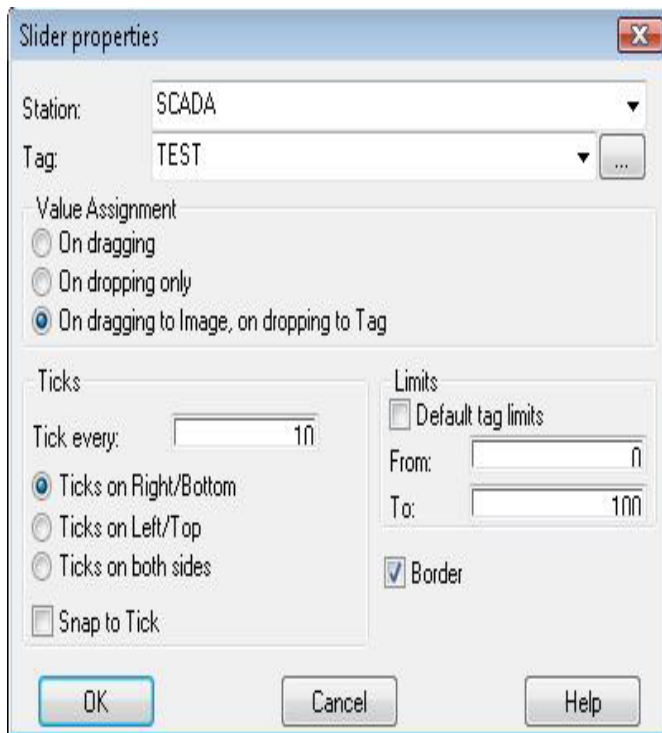 Slider properties
Station: SCADA
Tag: TEST ...
Value Assignment
On dragging
On dropping only
On dragging to Image, on dropping to Tag
Ticks
Tick every: 10
Ticks on Right/Bottom
Ticks on Left/Top
Ticks on both sides
Snap to Tick
Limits
Default tag limits
From: 0
To: 100
Border
OK Cancel Help